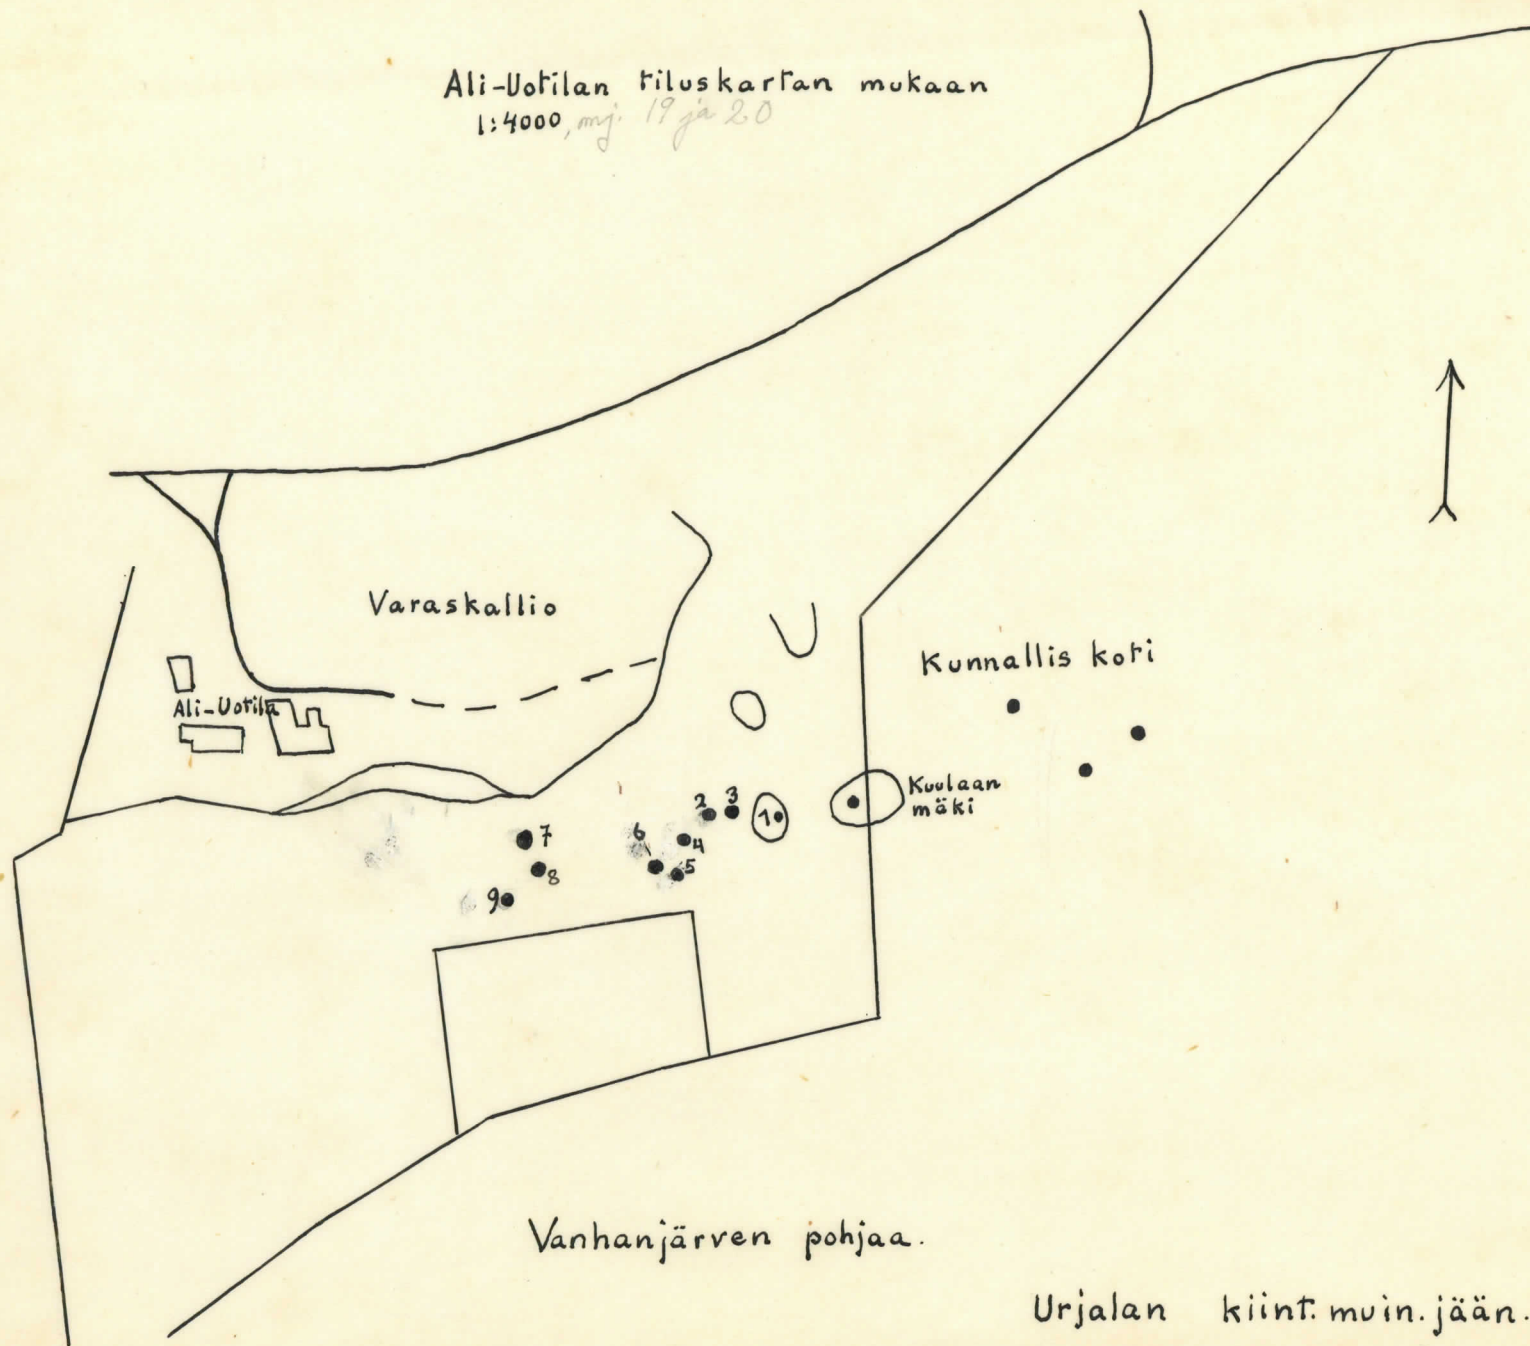 Ali-Uotilan tiluskartan mukaan
1:4000, mj. 19 ja 20
Varaskallio
Kunnallis koti
Ali-Uotila
Kuulaan
mäki
2 3
1
7
6
4
8
5
9
Vanhanjärven pohjaa.
Urjalan kiint. muin. jään.